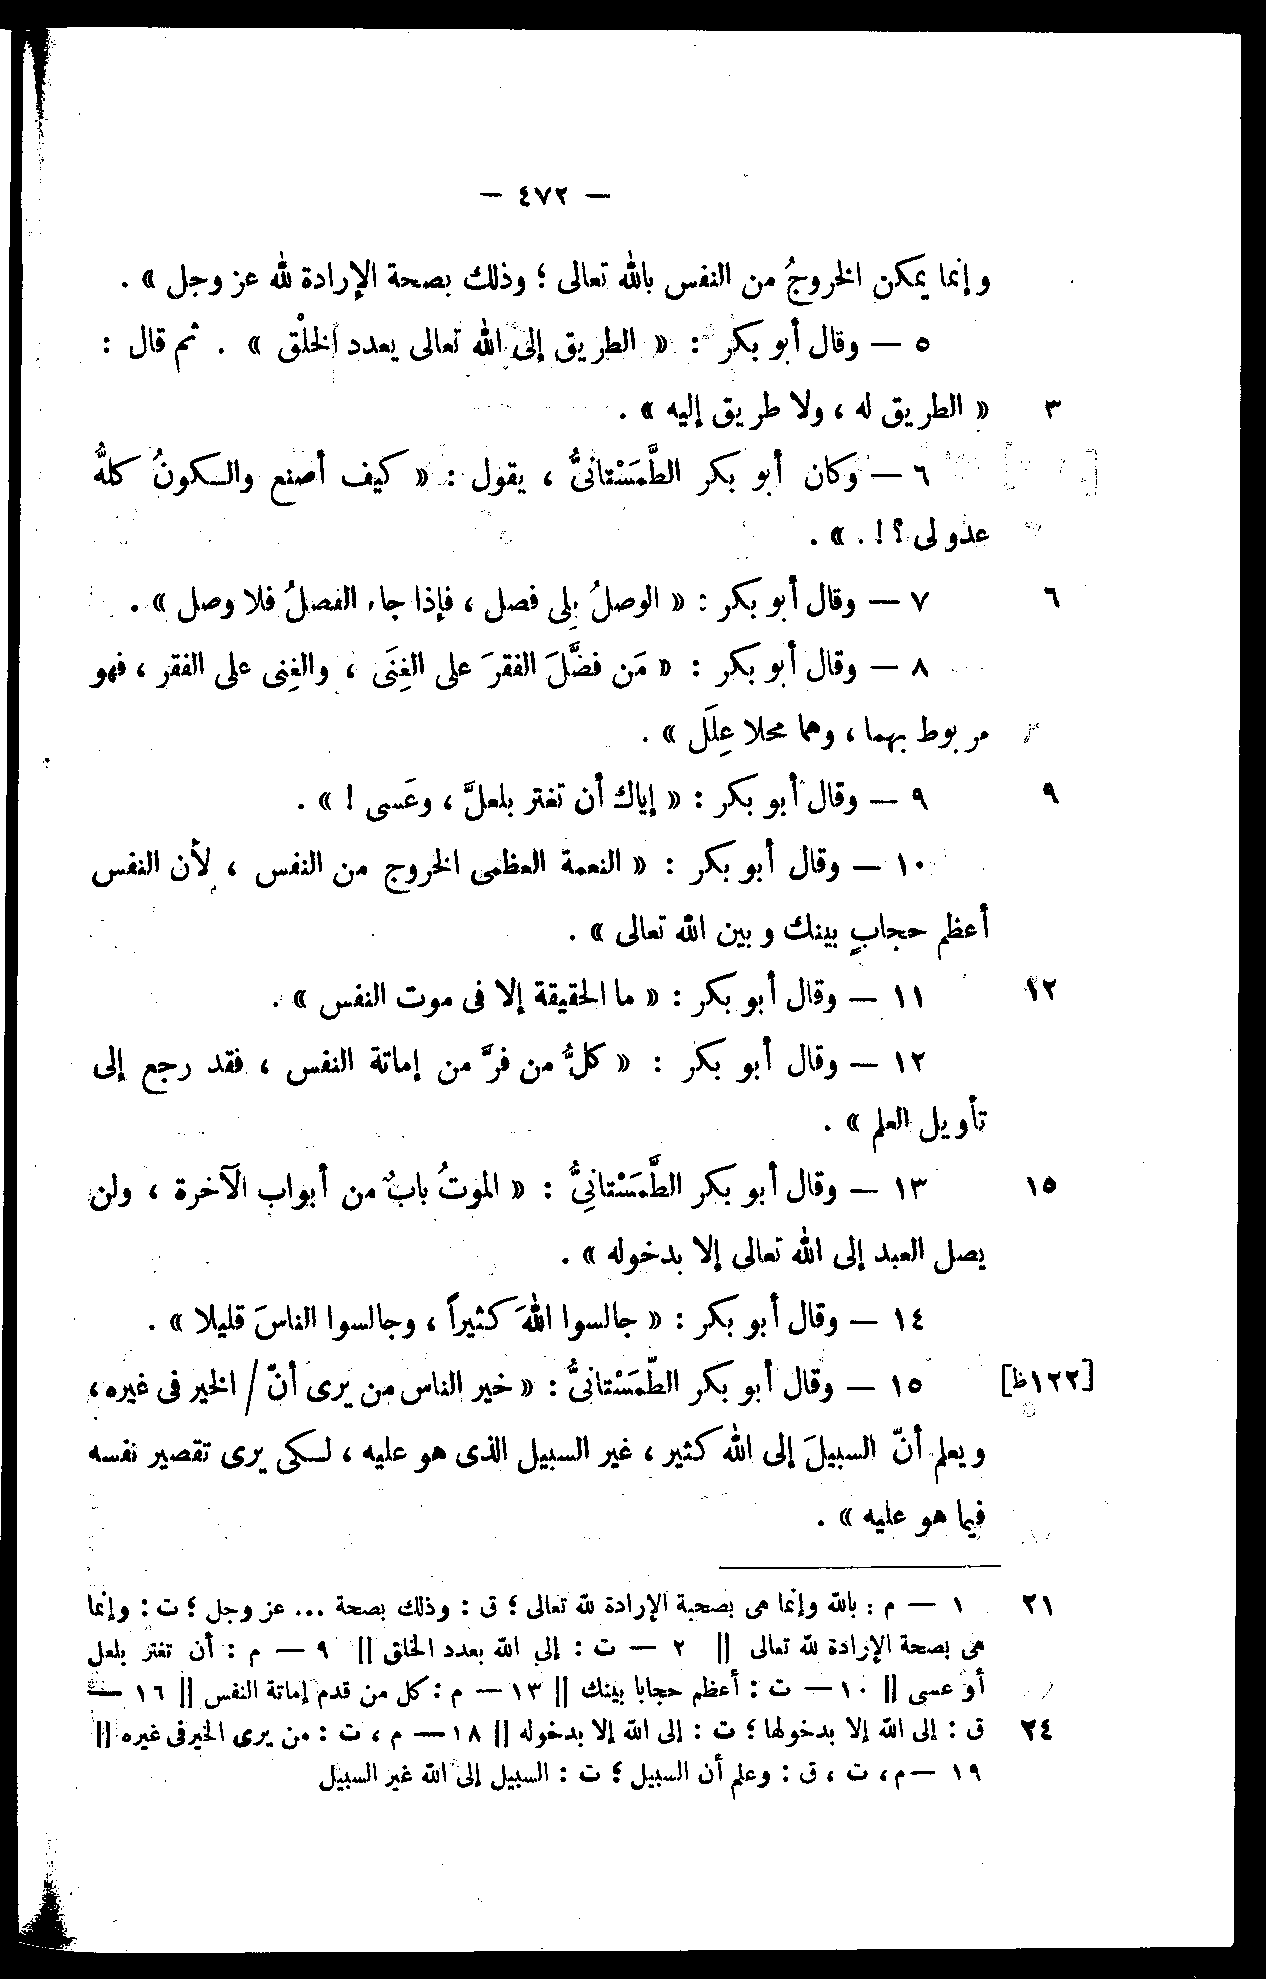 — ٤٧٢ —
وإنما يمكن الخروجُ من النفس بالله تعالى ؛ وذلك بصحة الإرادة لله عز وجل » .
٥ — وقال أبو بكر : « الطريق إلى الله تعالى يعدد الخلْق » . ثم قال :
٣ « الطريق له ، ولا طريق إليه » .
٦ — وكان أبو بكر الطَّمَسْتانىُّ ، يقول : « كيف أصنع والكونُ كلهُّ
عدو لى ؟ ! . » .
٦ ٧ — وقال أبو بكر : « الوصلُ بلى فصل ، فإذا جاء الفصلُ فلا وصل » .
٨ — وقال أبو بكر : « مَن فضَّلَ الفقرَ على الغِنَى ، والغِنى على الفقر ، فهو
مربوط بهما ، وهما محلا عِلَل » .
٩ ٩ — وقال أبو بكر : « إياك أن تغتر بلعلَّ ، وعَسى ! » .
١٠ — وقال أبو بكر : « النعمة العظمى الخروج من النفس ، لأن النفس
أعظم حجابٍ بينك وبين الله تعالى » .
١٢ ١١ — وقال أبو بكر : « ما الحقيقة إلا فى موت النفس » .
١٢ — وقال أبو بكر : « كلُّ من فرَّ من إماتة النفس ، فقد رجع إلى
تأويل العلم » .
١٥ ١٣ — وقال أبو بكر الطَّمَسْتانِىُّ : « الموتُ بابٌ من أبواب الآخرة ، ولن
يصل العبد إلى الله تعالى إلا بدخوله » .
١٤ — وقال أبو بكر : « جالسوا اللهَ كثيراً ، وجالسوا الناسَ قليلا » .
[١٢٢ظ] ١٥ — وقال أبو بكر الطَّمَسْتانىُّ : « خير الناس من يرى أنّ / الخير فى غيره ،
ويعلم أنّ السبيلَ إلى الله كثير ، غير السبيل الذى هو عليه ، لكى يرى تقصير نفسه
فيما هو عليه » .
٢١ ١ — م : بالله وإنما هى بصحبة الإرادة لله تعالى ؛ ق : وذلك بصحة ... عز وجل ؛ ت : وإنما
هى بصحة الإرادة لله تعالى || ٢ — ت : إلى الله بعدد الخلق || ٩ — م : أن تغتر بلعل
أو عسى || ١٠ — ت : أعظم حجابا بينك || ١٣ — م : كل من قدم إماتة النفس || ١٦ —
٢٤ ق : إلى الله إلا بدخولها ؛ ت : إلى الله إلا بدخوله || ١٨ — م ، ت : من يرى الخير فى غيره ||
١٩ — م ، ت ، ق : وعلم أن السبيل ؛ ت : السبيل إلى الله غير السبيل